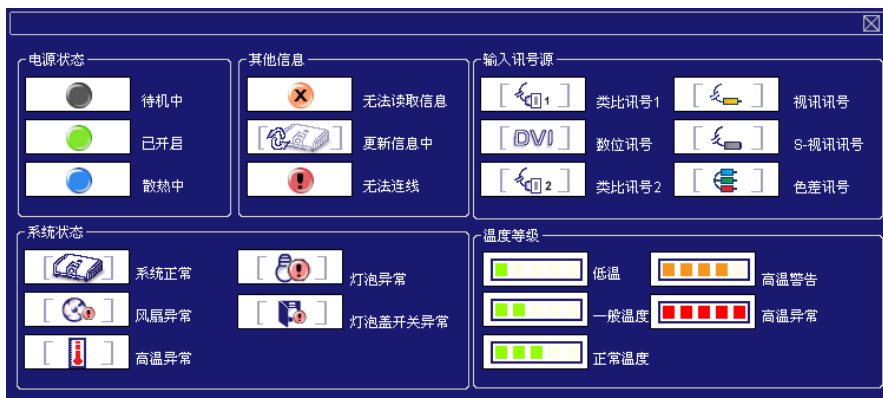 电源状态
待机中
已开启
散热中
其他信息
无法读取信息
更新信息中
无法连线
输入讯号源
1 类比讯号1
视讯讯号
DVI 数位讯号
S-视讯讯号
2 类比讯号2
色差讯号
系统状态
系统正常
灯泡异常
风扇异常
灯泡盖开关异常
高温异常
温度等级
低温
高温警告
一般温度
高温异常
正常温度